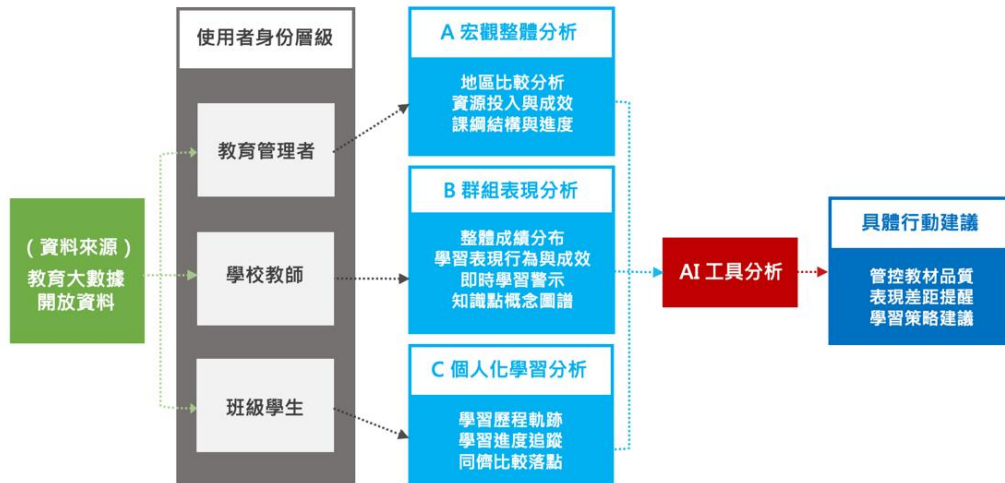 (資料來源)
教育大數據
開放資料
使用者身份層級
教育管理者
學校教師
班級學生
A 宏觀整體分析
地區比較分析
資源投入與成效
課綱結構與進度
B 群組表現分析
整體成績分布
學習表現行為與成效
即時學習警示
知識點概念圖譜
C 個人化學習分析
學習歷程軌跡
學習進度追蹤
同儕比較落點
AI 工具分析
具體行動建議
管控教材品質
表現差距提醒
學習策略建議